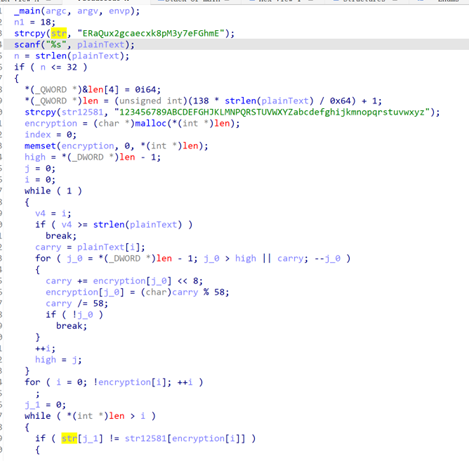 _main(argc, argv, envp);
n1 = 18;
strcpy(str, "ERaQux2gcaecxk8pM3y7eFGhmE");
scanf("%s", plainText);
n = strlen(plainText);
if ( n <= 32 )
{
*(_QWORD *)&len[4] = 0i64;
*(_QWORD *)len = (unsigned int)(138 * strlen(plainText) / 0x64) + 1;
strcpy(str12581, "123456789ABCDEFGHJKLMNPQRSTUVWXYZabcdefghijkmnopqrstuvwxyz");
encryption = (char *)malloc(*(int *)len);
index = 0;
memset(encryption, 0, *(int *)len);
high = *(_DWORD *)len - 1;
j = 0;
i = 0;
while ( 1 )
{
v4 = i;
if ( v4 >= strlen(plainText) )
break;
carry = plainText[i];
for ( j_0 = *(_DWORD *)len - 1; j_0 > high || carry; --j_0 )
{
carry += encryption[j_0] << 8;
encryption[j_0] = (char)carry % 58;
carry /= 58;
if ( !j_0 )
break;
}
++i;
high = j;
}
for ( i = 0; !encryption[i]; ++i )
;
j_1 = 0;
while ( *(int *)len > i )
{
if ( str[j_1] != str12581[encryption[i]] )
{